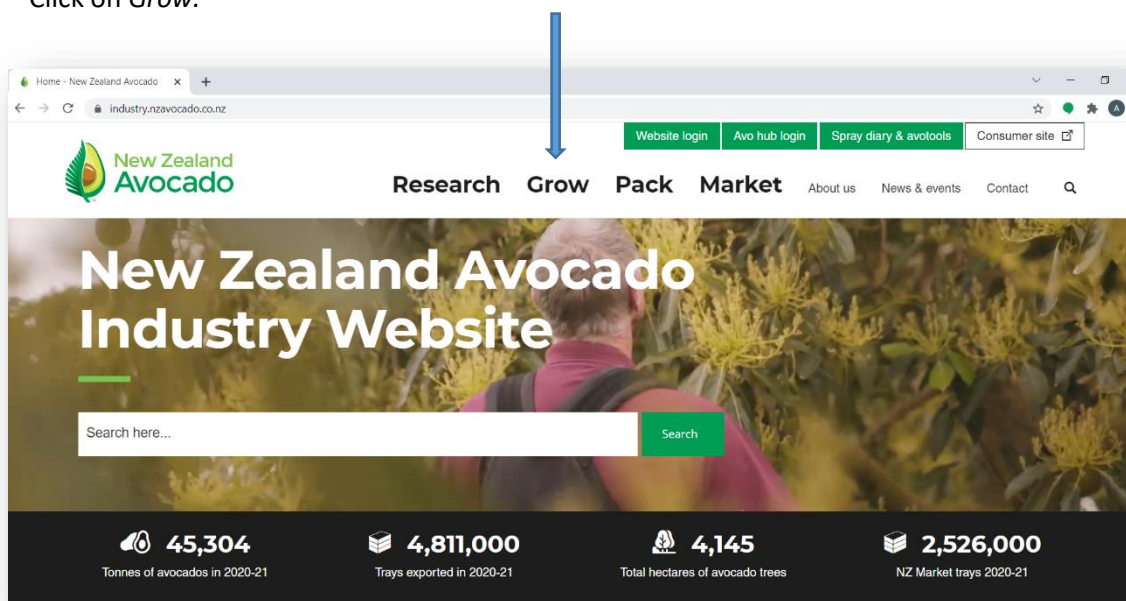 Click on Grow.
Home - New Zealand Avocado
industry.nzavocado.co.nz
A
Website login Avo hub login Spray diary & avotools Consumer site
New Zealand
Avocado
Research Grow Pack Market About us News & events Contact
New Zealand Avocado
Industry Website
Search here... Search
45,304 4,811,000 4,145 2,526,000
Tonnes of avocados in 2020-21 Trays exported in 2020-21 Total hectares of avocado trees NZ Market trays 2020-21